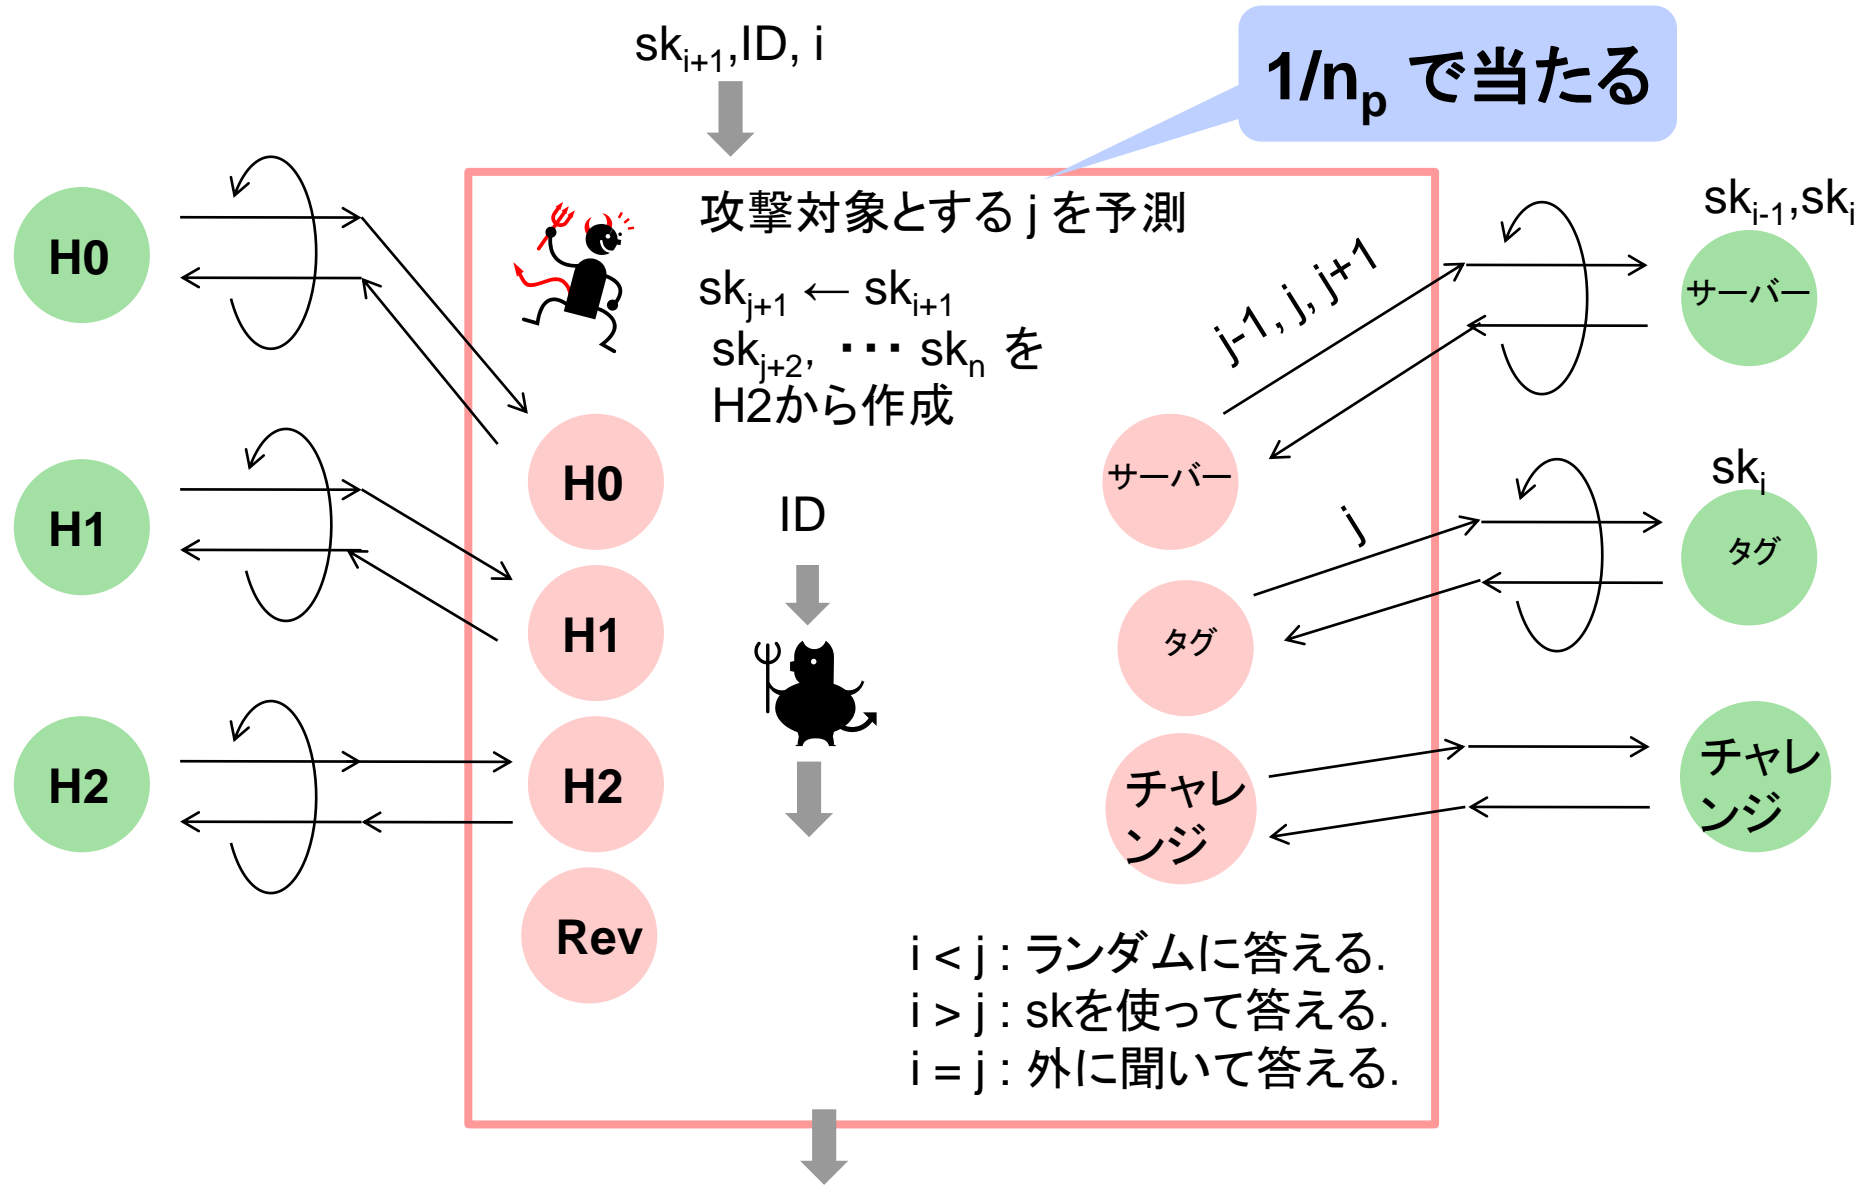 sk_{i+1},ID, i
1/n_p で当たる
攻撃対象とする j を予測
sk_{j+1} ← sk_{i+1}
sk_{j+2}, ・・・ sk_n を
H2から作成
H0
H1
H2
H0
H1
H2
Rev
ID
j-1, j, j+1
j
サーバー
タグ
チャレ
ンジ
sk_{i-1},sk_i
サーバー
sk_i
タグ
チャレ
ンジ
i < j : ランダムに答える.
i > j : skを使って答える.
i = j : 外に聞いて答える.